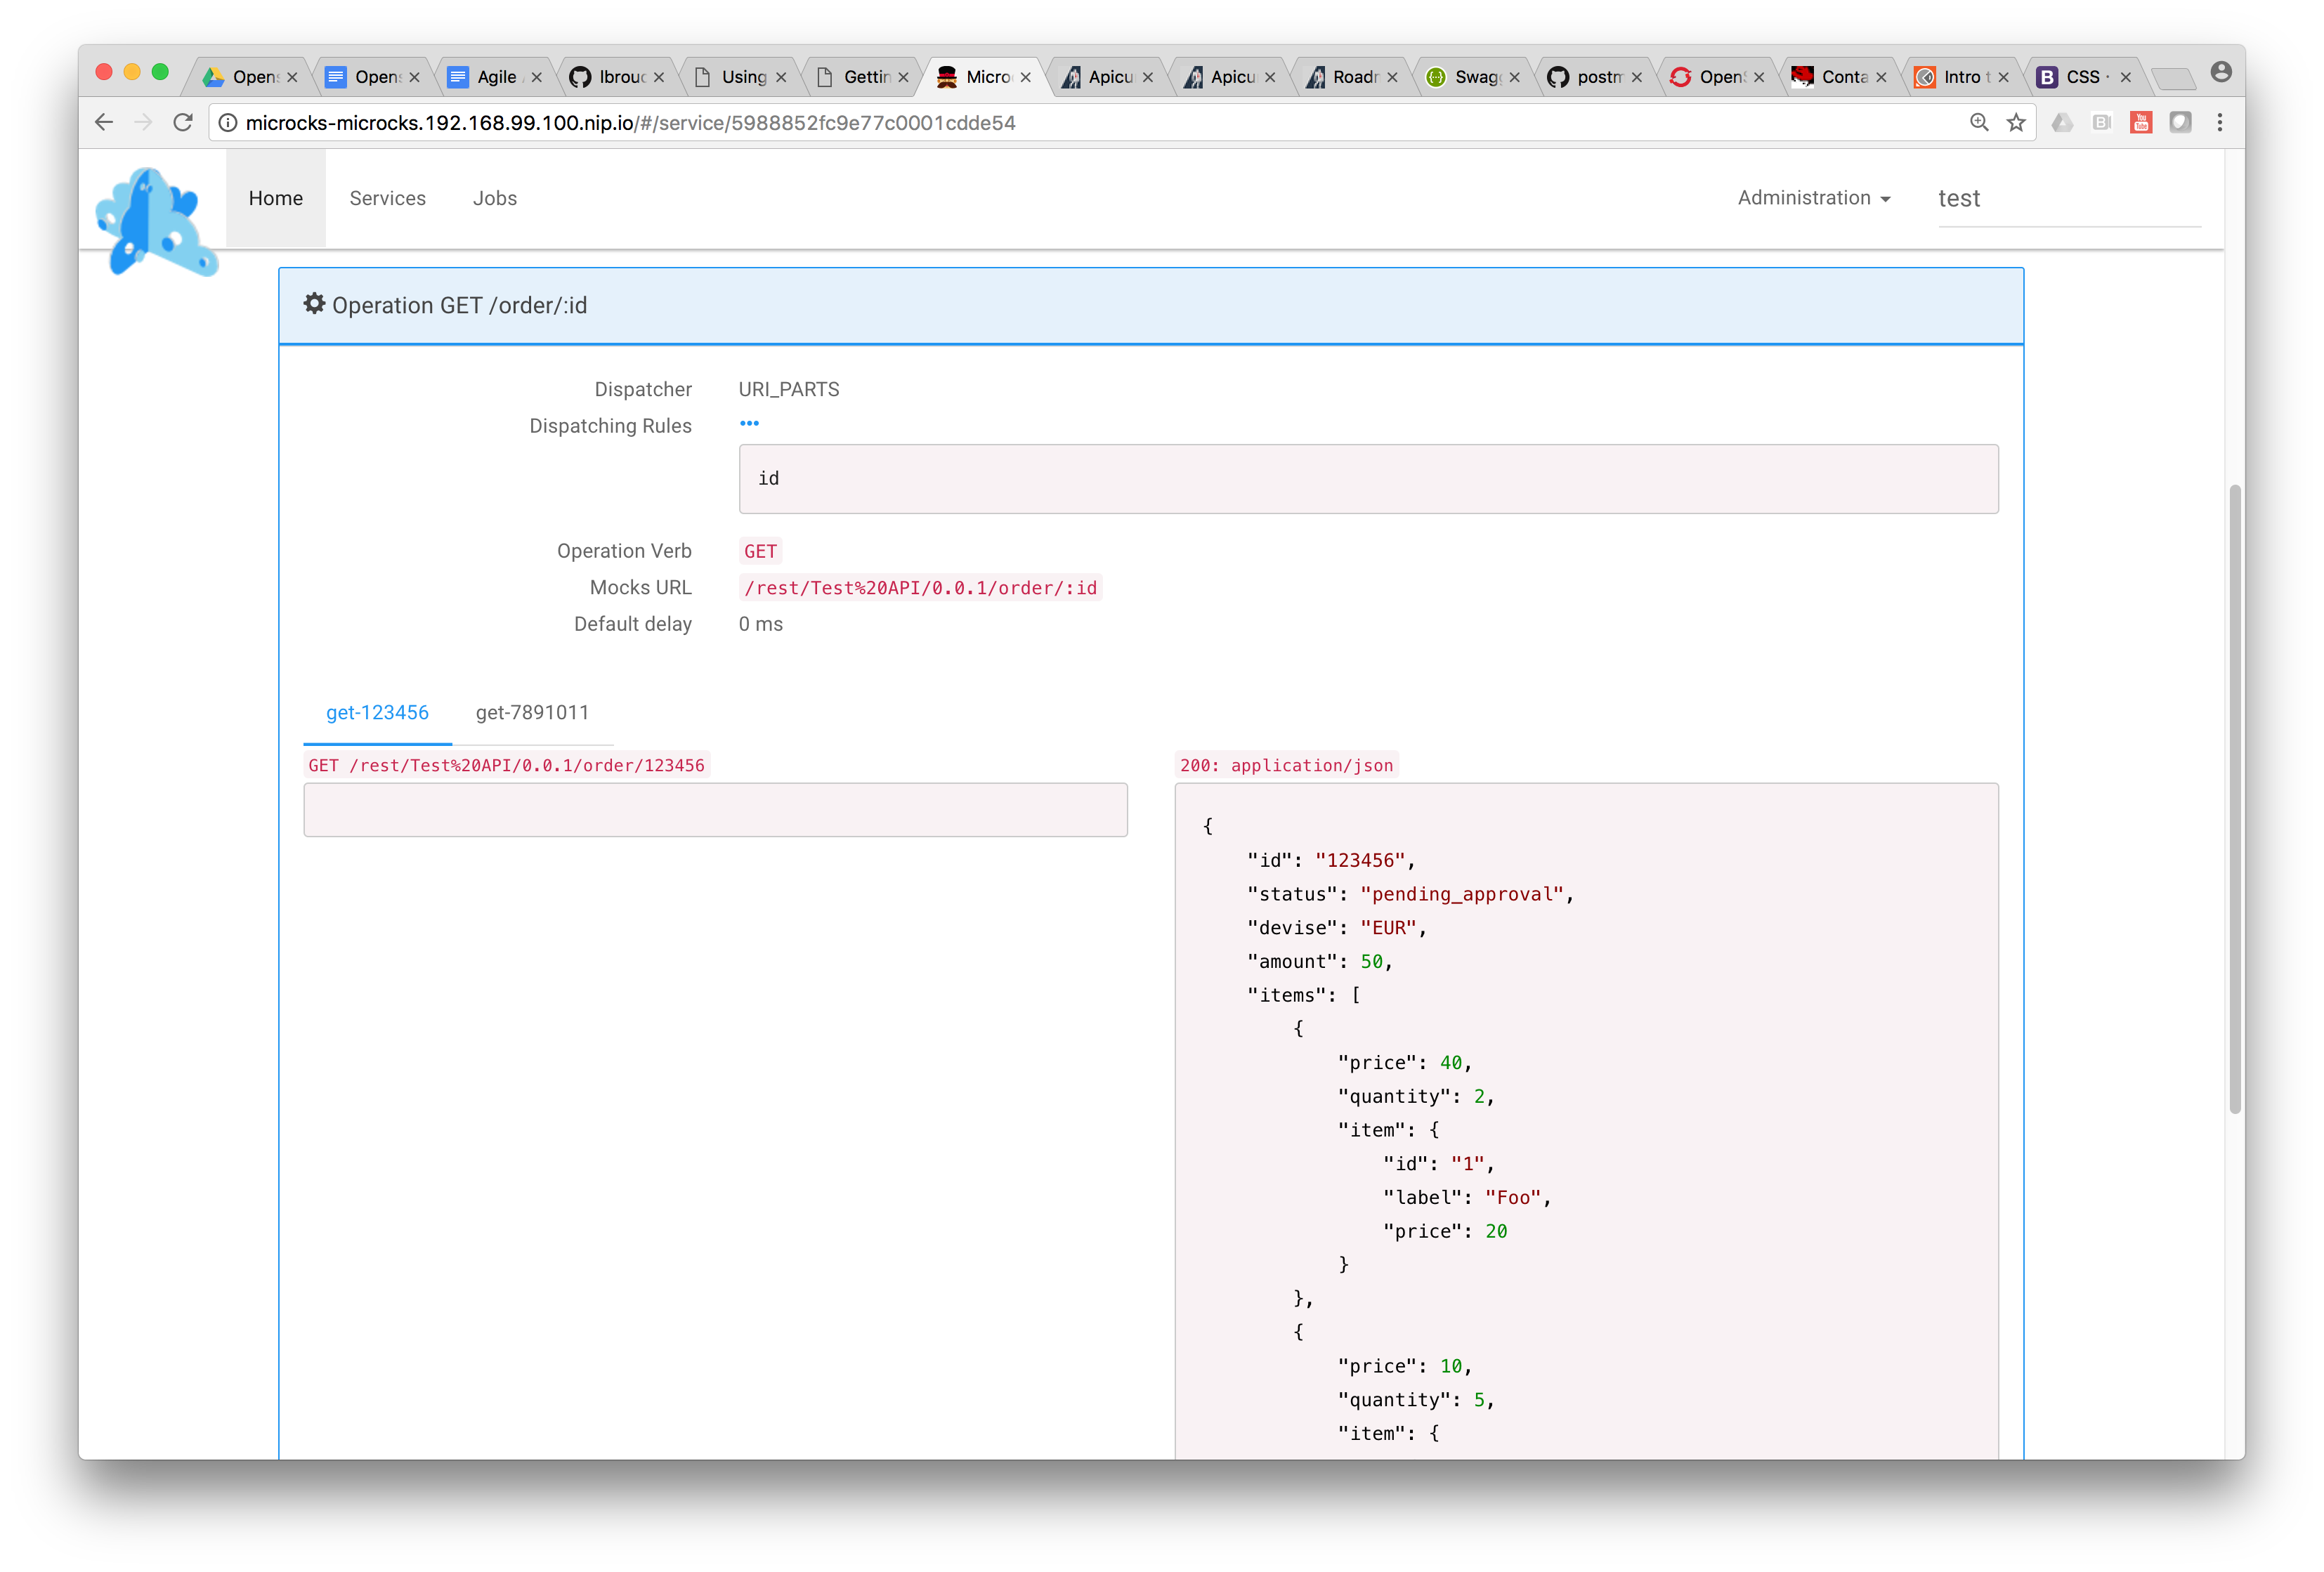 Opens Opens Agile Ibrouc Using Gettin Micro Apicu Apicu Roadr Swag postm Open Conta Intro t CSS ·
microcks-microcks.192.168.99.100.nip.io/#/service/5988852fc9e77c0001cdde54
Home Services Jobs Administration test
Operation GET /order/:id
Dispatcher URI_PARTS
Dispatching Rules •••
id
Operation Verb GET
Mocks URL /rest/Test%20API/0.0.1/order/:id
Default delay 0 ms
get-123456 get-7891011
GET /rest/Test%20API/0.0.1/order/123456
200: application/json
{
"id": "123456",
"status": "pending_approval",
"devise": "EUR",
"amount": 50,
"items": [
{
"price": 40,
"quantity": 2,
"item": {
"id": "1",
"label": "Foo",
"price": 20
}
},
{
"price": 10,
"quantity": 5,
"item": {